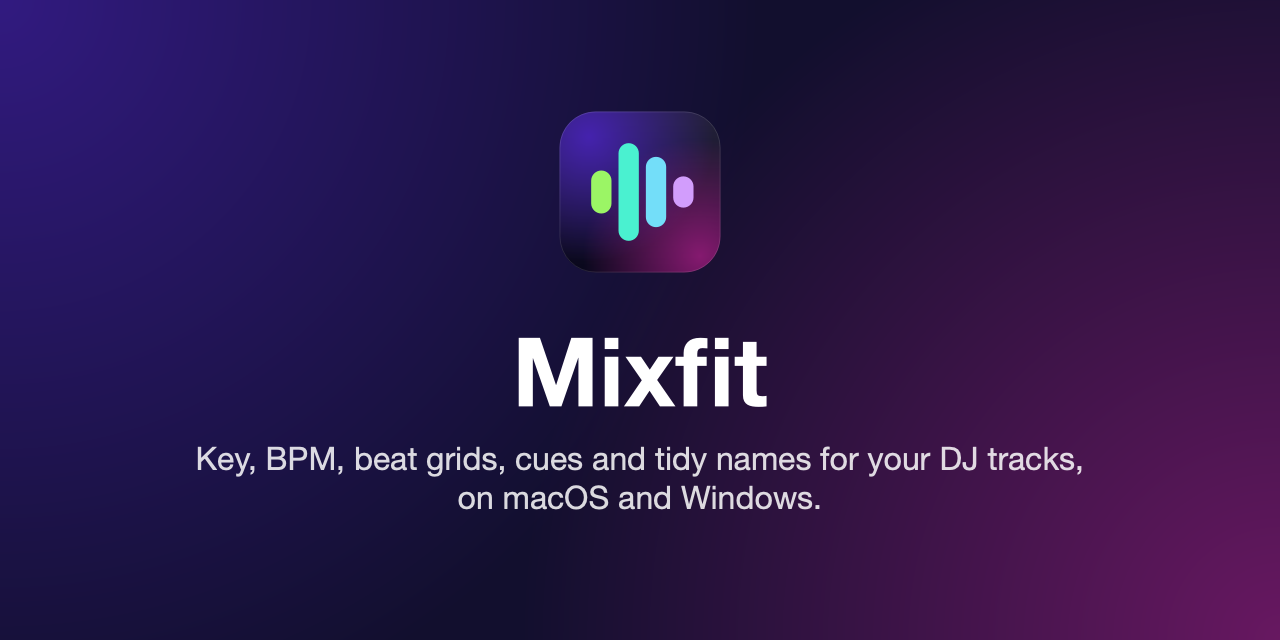 Mixfit
Key, BPM, beat grids, cues and tidy names for your DJ tracks,
on macOS and Windows.